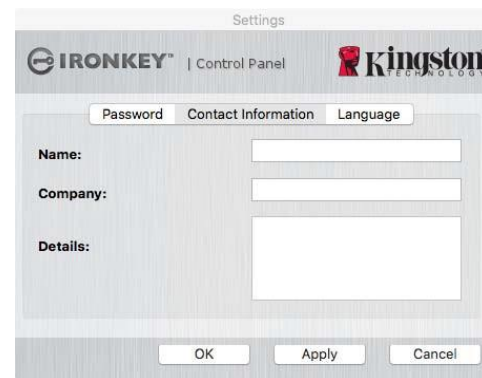 Settings
IRONKEY™ | Control Panel
Kingston
TECHNOLOGY
Password Contact Information Language
Name:
Company:
Details:
OK Apply Cancel